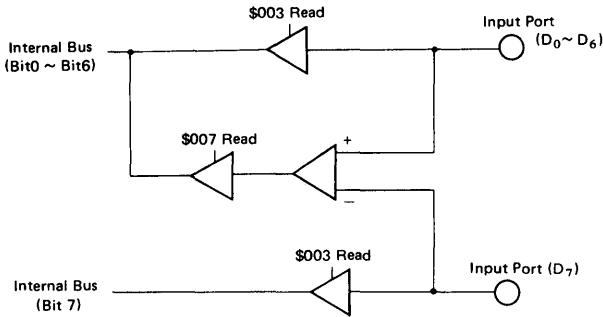 $003 Read
Input Port
(D0~ D6)
Internal Bus
(Bit0 ~ Bit6)
$007 Read
+
−
$003 Read
Input Port (D7)
Internal Bus
(Bit 7)